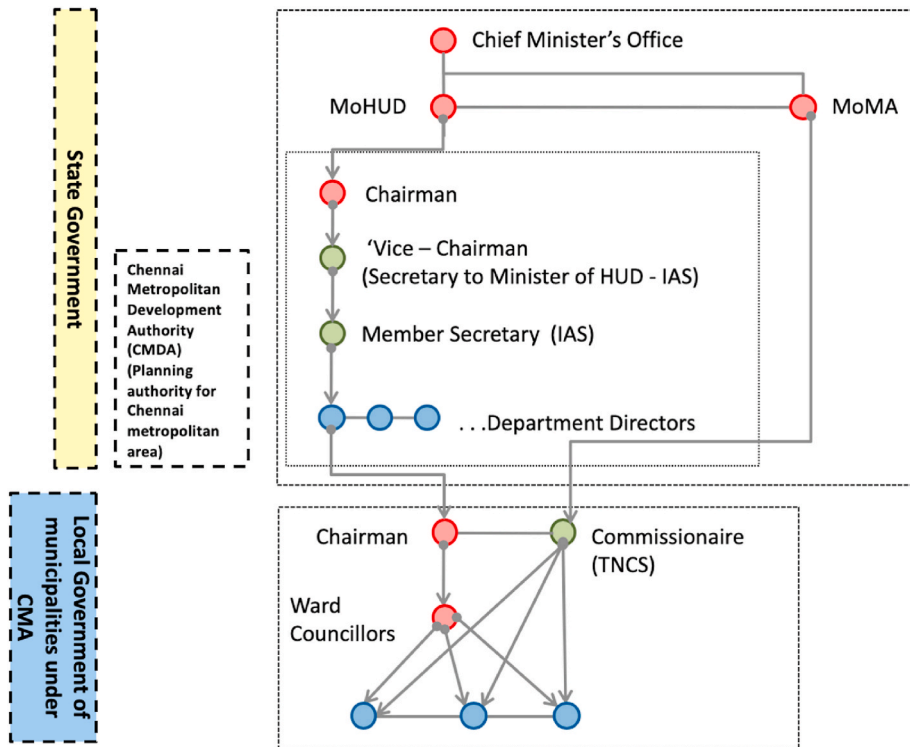 Chief Minister's Office
MoHUD
MoMA
State Government
Chairman
'Vice – Chairman
(Secretary to Minister of HUD - IAS)
Chennai
Metropolitan
Development
Authority
(CMDA)
(Planning
authority for
Chennai
metropolitan
area)
Member Secretary (IAS)
. . .Department Directors
Local Government of
municipalities under
CMA
Chairman
Commissionaire
(TNCS)
Ward
Councillors